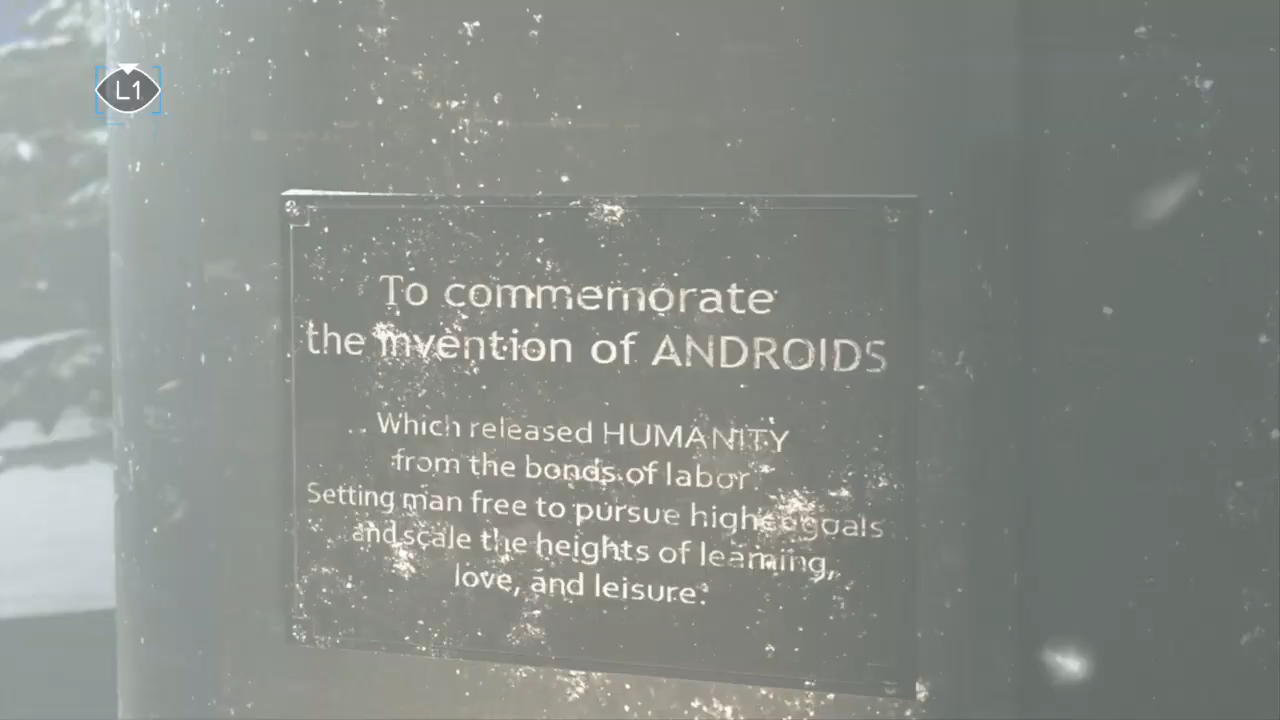 L1
To commemorate
the invention of ANDROIDS
Which released HUMANITY
from the bonds of labor
Setting man free to pursue higher goals
and scale the heights of learning,
love, and leisure.